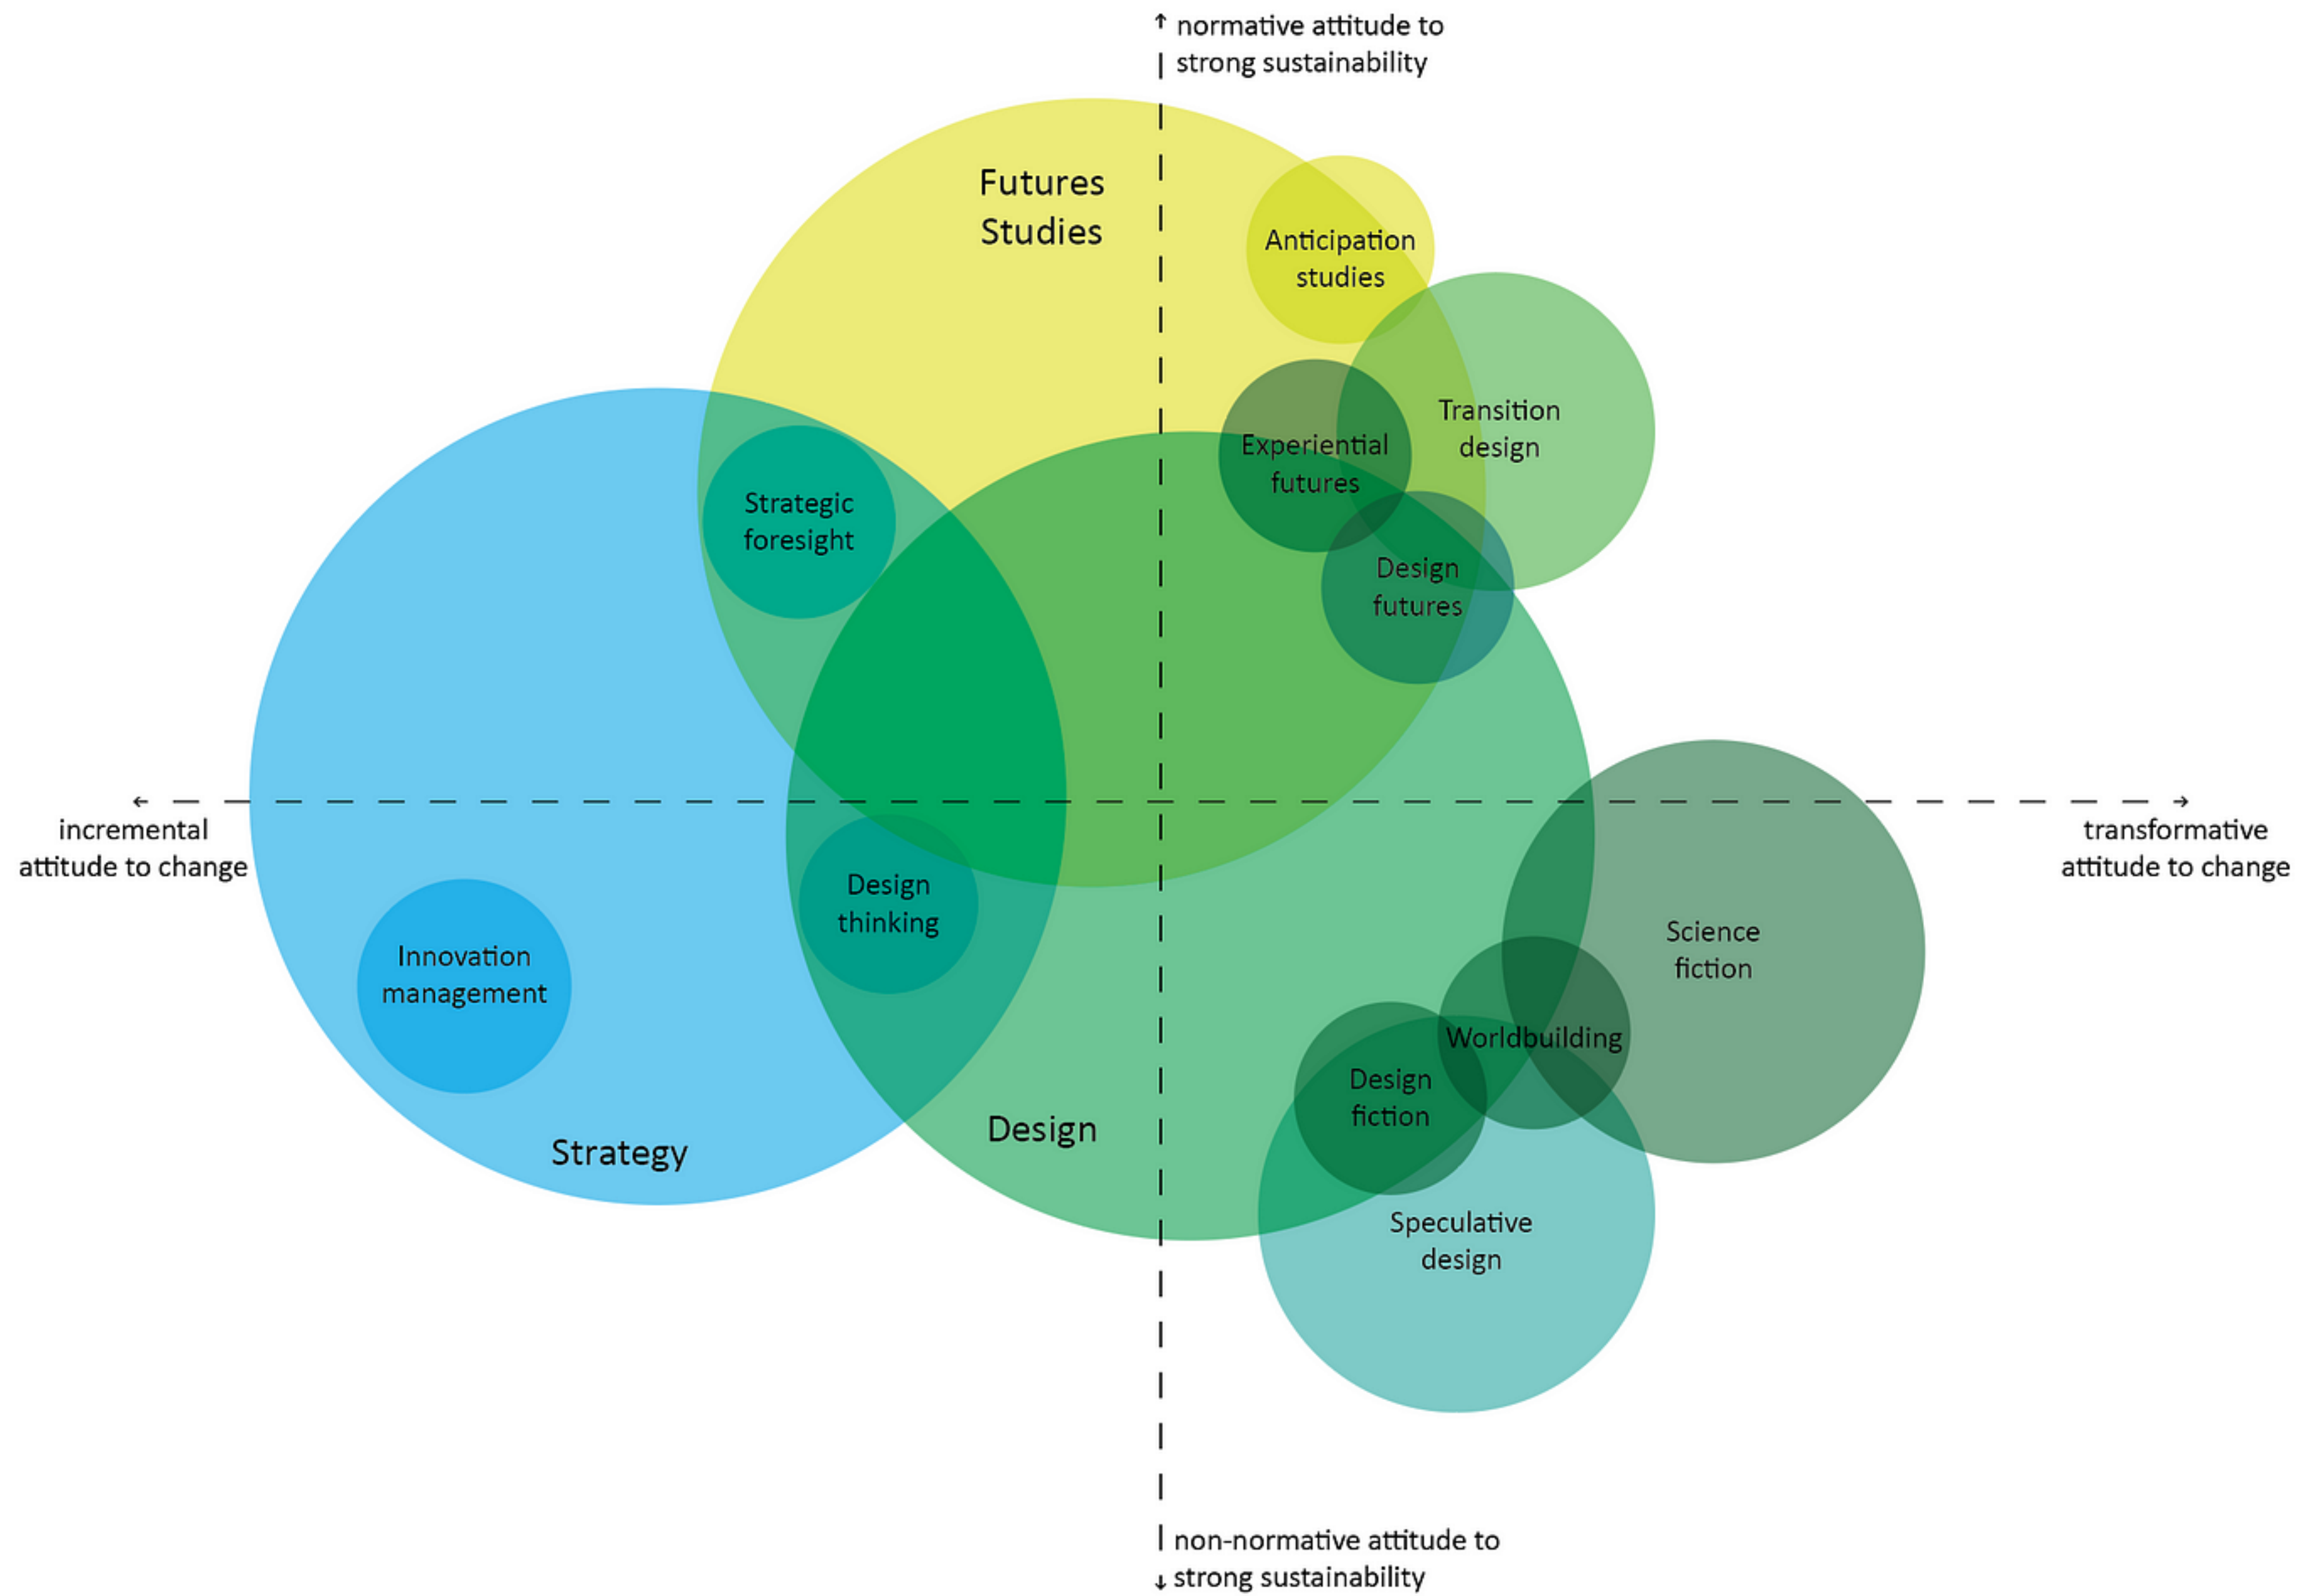 normative attitude to
strong sustainability
Futures
Studies
Anticipation
studies
Transition
design
Experiential
futures
Strategic
foresight
Design
futures
incremental
attitude to change
transformative
attitude to change
Design
thinking
Innovation
management
Science
fiction
Worldbuilding
Design
fiction
Design
Strategy
Speculative
design
non-normative attitude to
strong sustainability